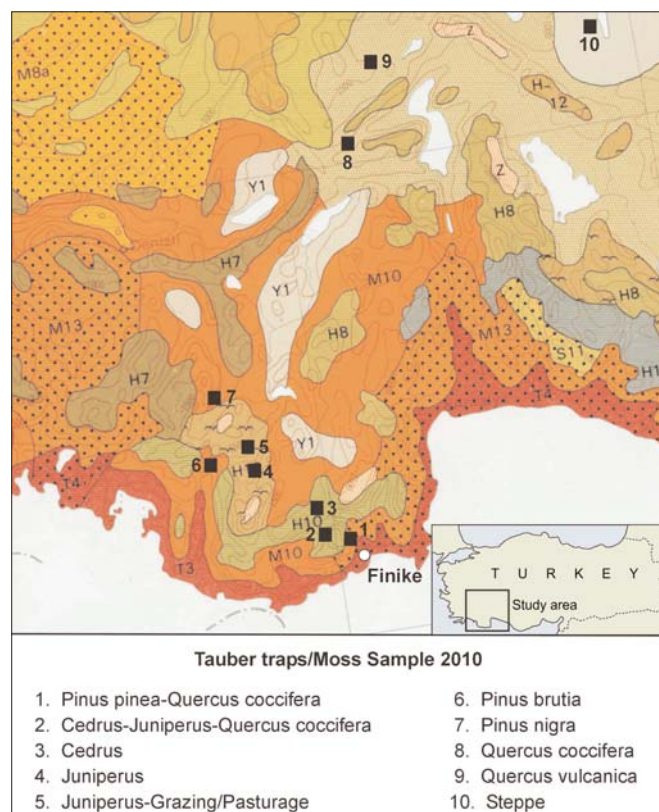 10
Z
9
M8a
H-
12
8
Z
Y1
H8
H7
Y1
M10
H8
M13
H8
M13
S11
H1
H7
7
T4
5
Y1
6
4
T4
3
H10
2
1.
M10
T3
Finike
T U R K E Y
Study area
Tauber traps/Moss Sample 2010
1. Pinus pinea-Quercus coccifera
2. Cedrus-Juniperus-Quercus coccifera
3. Cedrus
4. Juniperus
5. Juniperus-Grazing/Pasturage
6. Pinus brutia
7. Pinus nigra
8. Quercus coccifera
9. Quercus vulcanica
10. Steppe